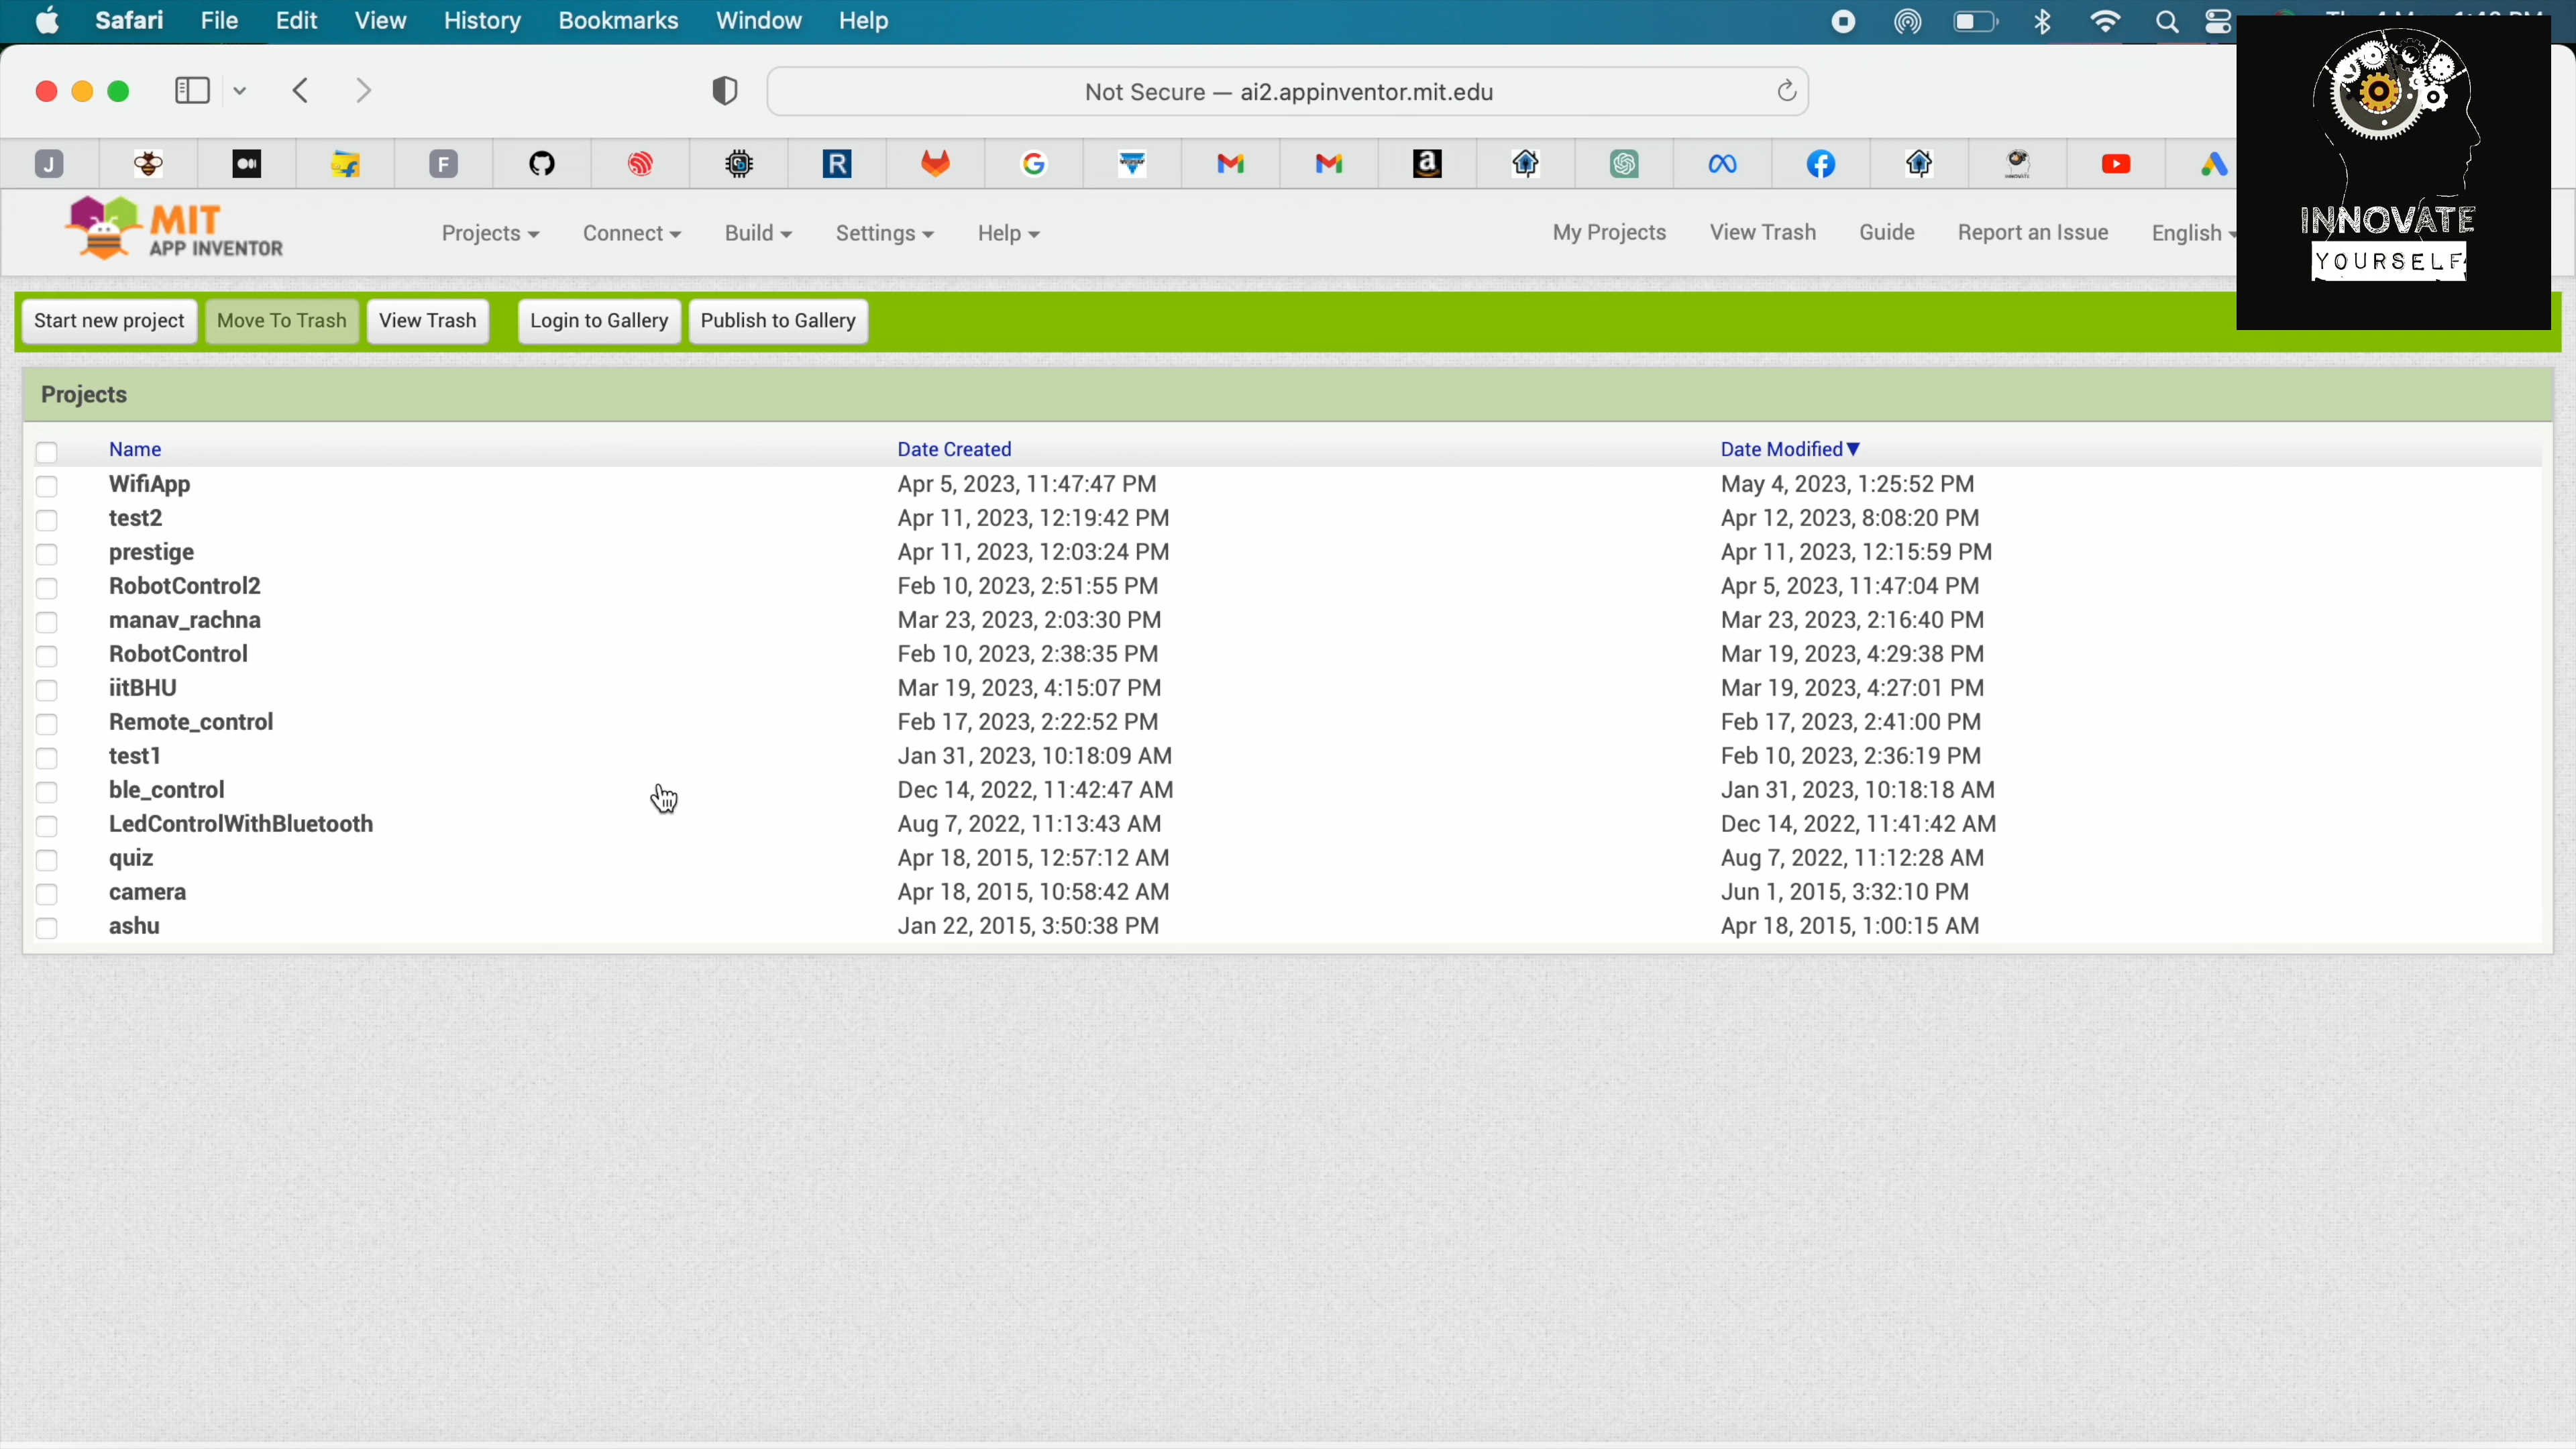 Safari File Edit View History Bookmarks Window Help
Not Secure — ai2.appinventor.mit.edu
J F R a
MIT
APP INVENTOR
Projects Connect Build Settings Help My Projects View Trash Guide Report an Issue English
INNOVATE
YOURSELF
Start new project Move To Trash View Trash Login to Gallery Publish to Gallery
Projects
Name Date Created Date Modified▼
WifiApp Apr 5, 2023, 11:47:47 PM May 4, 2023, 1:25:52 PM
test2 Apr 11, 2023, 12:19:42 PM Apr 12, 2023, 8:08:20 PM
prestige Apr 11, 2023, 12:03:24 PM Apr 11, 2023, 12:15:59 PM
RobotControl2 Feb 10, 2023, 2:51:55 PM Apr 5, 2023, 11:47:04 PM
manav_rachna Mar 23, 2023, 2:03:30 PM Mar 23, 2023, 2:16:40 PM
RobotControl Feb 10, 2023, 2:38:35 PM Mar 19, 2023, 4:29:38 PM
iitBHU Mar 19, 2023, 4:15:07 PM Mar 19, 2023, 4:27:01 PM
Remote_control Feb 17, 2023, 2:22:52 PM Feb 17, 2023, 2:41:00 PM
test1 Jan 31, 2023, 10:18:09 AM Feb 10, 2023, 2:36:19 PM
ble_control Dec 14, 2022, 11:42:47 AM Jan 31, 2023, 10:18:18 AM
LedControlWithBluetooth Aug 7, 2022, 11:13:43 AM Dec 14, 2022, 11:41:42 AM
quiz Apr 18, 2015, 12:57:12 AM Aug 7, 2022, 11:12:28 AM
camera Apr 18, 2015, 10:58:42 AM Jun 1, 2015, 3:32:10 PM
ashu Jan 22, 2015, 3:50:38 PM Apr 18, 2015, 1:00:15 AM